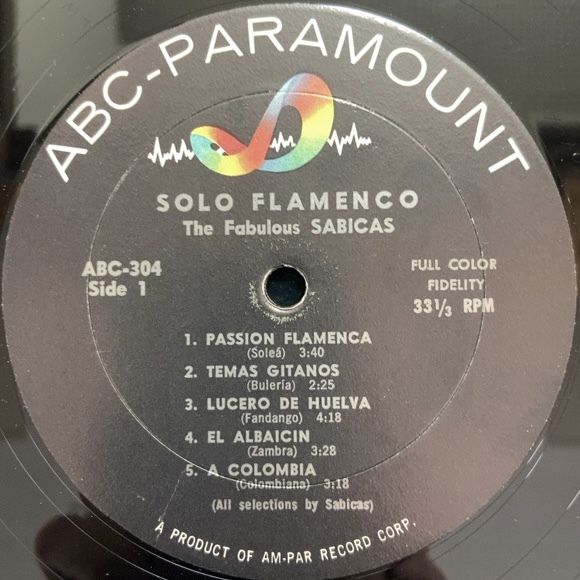 ABC-PARAMOUNT
SOLO FLAMENCO
The Fabulous SABICAS
ABC-304
Side 1
FULL COLOR
FIDELITY
33⅓ RPM
1. PASSION FLAMENCA
(Soleá) 3:40
2. TEMAS GITANOS
(Bulería) 2:25
3. LUCERO DE HUELVA
(Fandango) 4:18
4. EL ALBAICIN
(Zambra) 3:28
5. A COLOMBIA
(Colombiana) 3:18
(All selections by Sabicas)
A PRODUCT OF AM-PAR RECORD CORP.